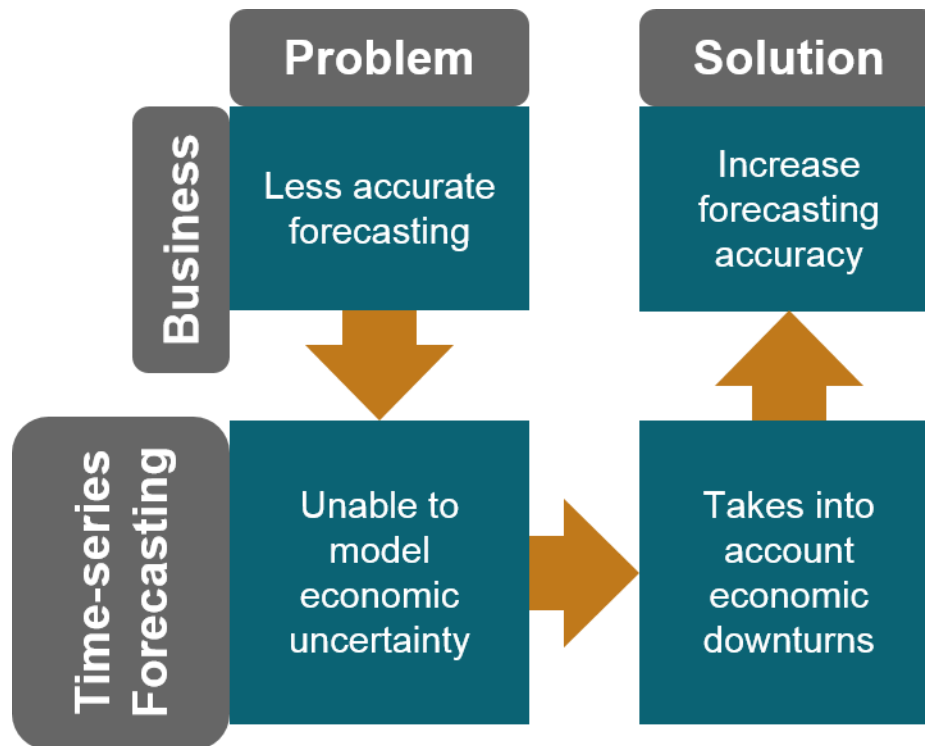 Problem
Solution
Business
Less accurate
forecasting
Increase
forecasting
accuracy
Time-series
Forecasting
Unable to
model
economic
uncertainty
Takes into
account
economic
downturns